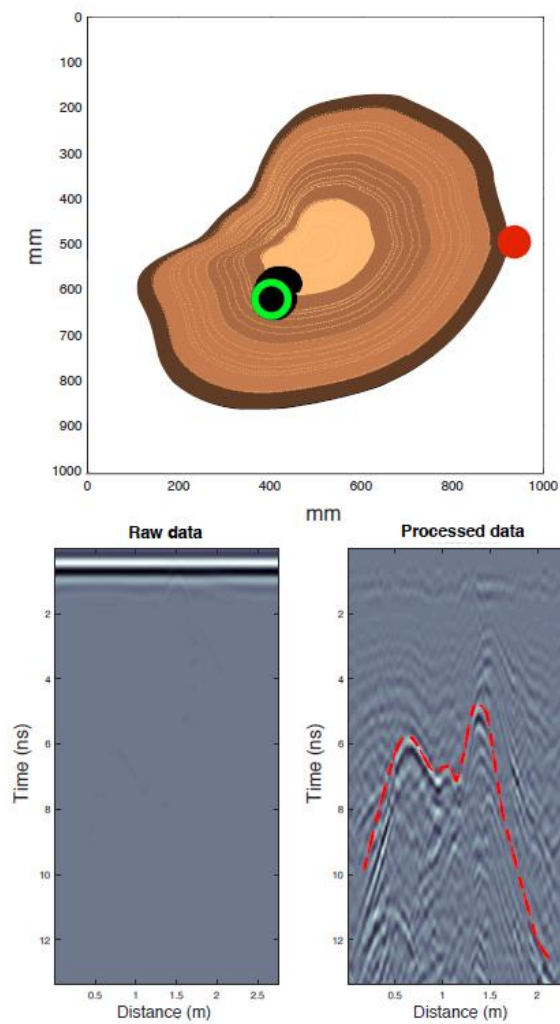 0
100
200
300
400
500
600
700
800
900
1000
mm
0 200 400 600 800 1000
mm
Raw data
2
4
6
8
10
12
Time (ns)
0.5 1 1.5 2 2.5
Distance (m)
Processed data
2
4
6
8
10
12
Time (ns)
0.5 1 1.5 2
Distance (m)